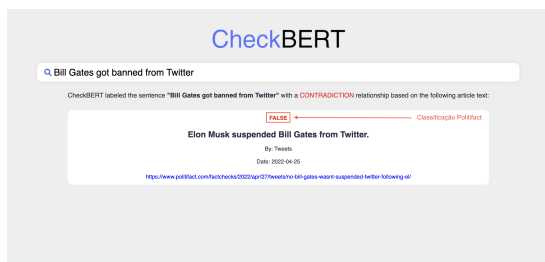 CheckBERT
Bill Gates got banned from Twitter
CheckBERT labeled the sentence "Bill Gates got banned from Twitter" with a CONTRADICTION relationship based on the following article text:
FALSE
Classificação Politifact
Elon Musk suspended Bill Gates from Twitter.
By: Tweets
Date: 2022-04-25
https://www.politifact.com/factchecks/2022/apr/27/tweets/no-bill-gates-wasnt-suspended-twitter-following-el/